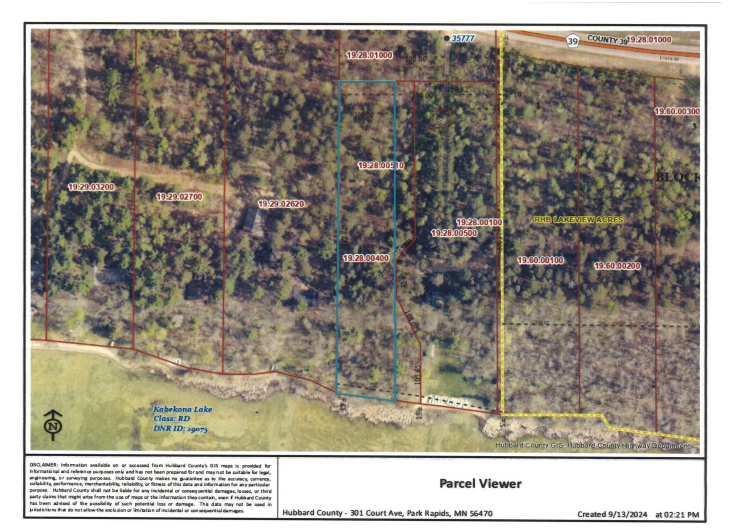 35777
39
COUNTY 39
19.28.01000
19.28.01000
19.60.00300
1
2
3
BLOCK
19.28.00510
19.29.03200
19.29.02700
19.29.02620
19.28.00100
19.28.00500
RHB LAKEVIEW ACRES
19.28.00400
19.60.00100
19.60.00200
Kabekona Lake
Class: RD
DNR ID: 29075
Hubbard County GIS, Hubbard County Highway Department
DISCLAIMER: Information available on or accessed from Hubbard County's GIS maps is provided for
informational and reference purposes only and has not been prepared for and may not be suitable for legal,
engineering, or surveying purposes. Hubbard County makes no guarantee as to the accuracy, currency,
suitability, performance, merchantability, reliability, or fitness of this data and information for any particular
purpose. Hubbard County shall not be liable for any incidental or consequential damages, losses, or third
party claims that might arise from the use of maps or the information they contain, even if Hubbard County
has been advised of the possibility of such potential loss or damage. This data may not be used in
jurisdictions that do not allow the exclusion or limitation of incidental or consequential damages.
Parcel Viewer
Hubbard County - 301 Court Ave, Park Rapids, MN 56470
Created 9/13/2024 at 02:21 PM